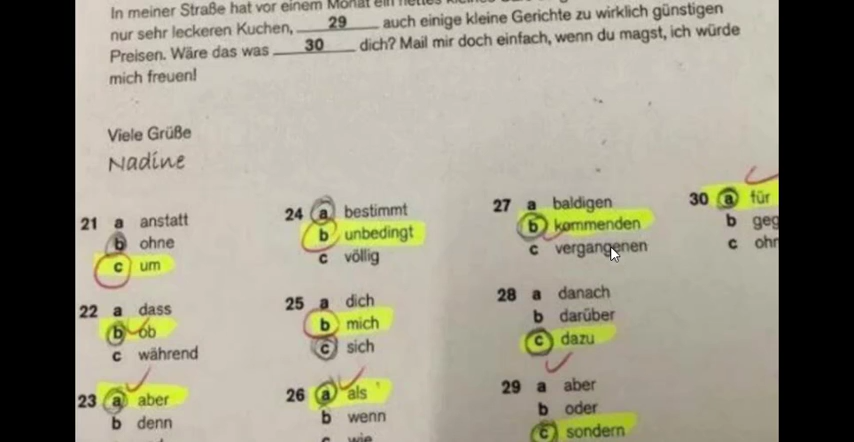 In meiner Straße hat vor einem Monat ein nettes kleines
nur sehr leckeren Kuchen, 29 auch einige kleine Gerichte zu wirklich günstigen
Preisen. Wäre das was 30 dich? Mail mir doch einfach, wenn du magst, ich würde
mich freuen!
Viele Grüße
Nadine
21 a anstatt
b ohne
c um
22 a dass
b ob
c während
23 a aber
b denn
24 a bestimmt
b unbedingt
c völlig
25 a dich
b mich
c sich
26 a als
b wenn
c wie
27 a baldigen
b kommenden
c vergangenen
28 a danach
b darüber
c dazu
29 a aber
b oder
c sondern
30 a für
b geg
c ohr